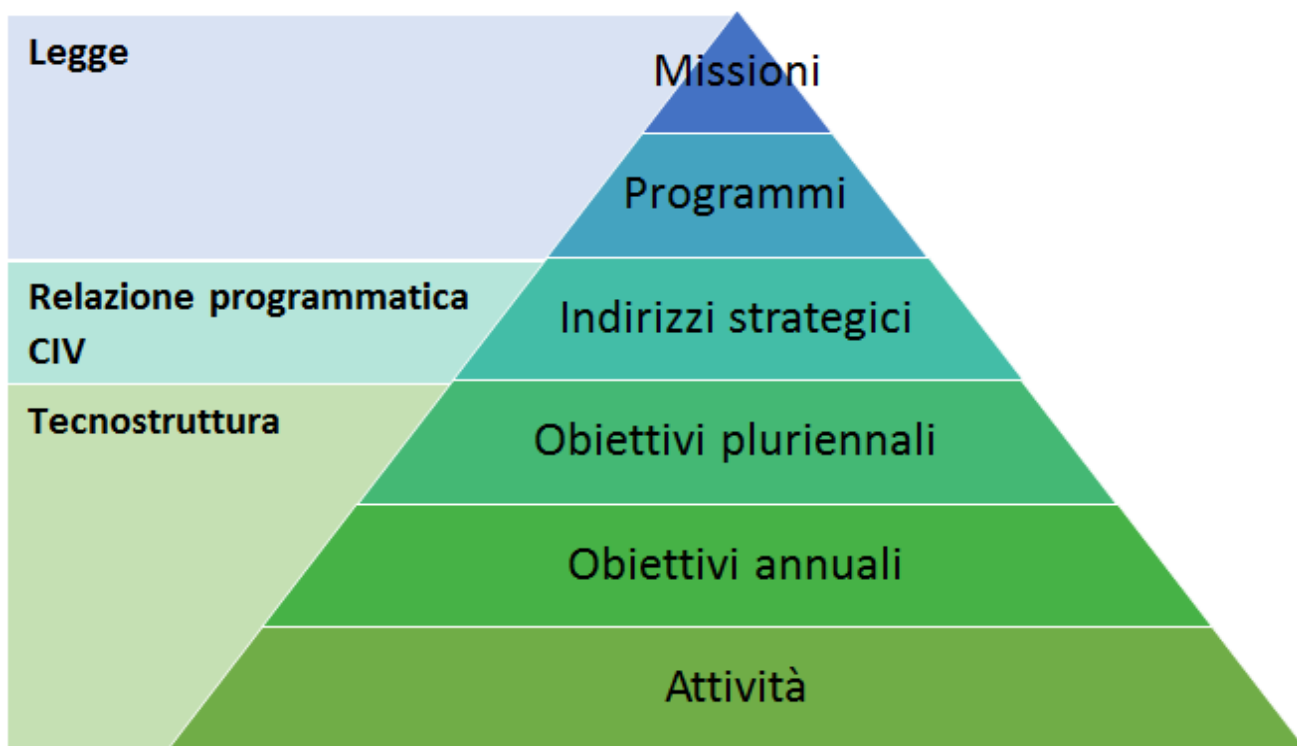 Legge
Missioni
Programmi
Relazione programmatica
CIV
Indirizzi strategici
Tecnostruttura
Obiettivi pluriennali
Obiettivi annuali
Attività